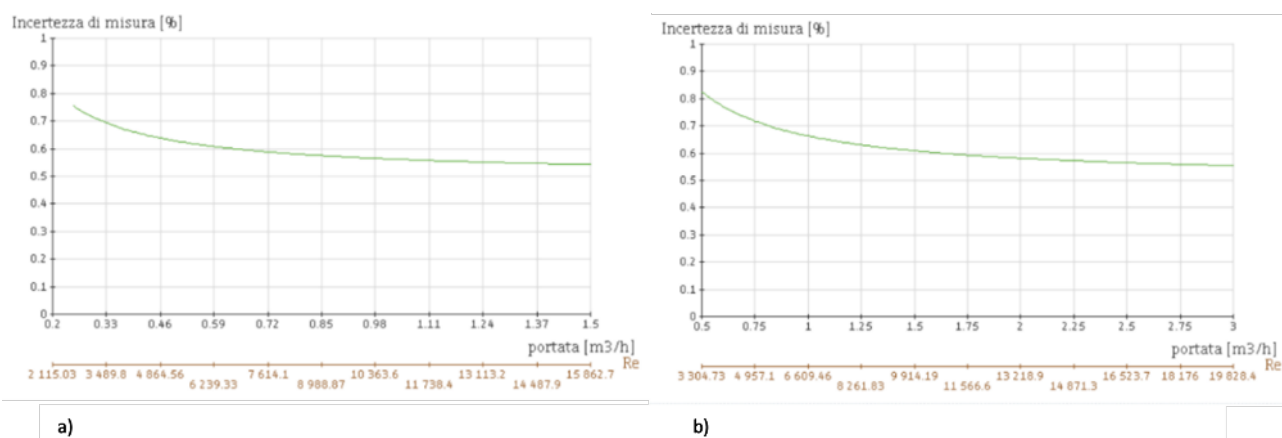 Incertezza di misura [%]
1
0.9
0.8
0.7
0.6
0.5
0.4
0.3
0.2
0.1
0
0.2 0.33 0.46 0.59 0.72 0.85 0.98 1.11 1.24 1.37 1.5
portata [m3/h]
Re
2 115.03 3 489.8 4 864.56 7 614.1 10 363.6 13 113.2 15 862.7
6 239.33 8 988.87 11 738.4 14 487.9
a)
Incertezza di misura [%]
1
0.9
0.8
0.7
0.6
0.5
0.4
0.3
0.2
0.1
0
0.5 0.75 1 1.25 1.5 1.75 2 2.25 2.5 2.75 3
portata [m3/h]
Re
3 304.73 4 957.1 6 609.46 9 914.19 13 218.9 16 523.7 18 176 19 828.4
8 261.83 11 566.6 14 871.3
b)